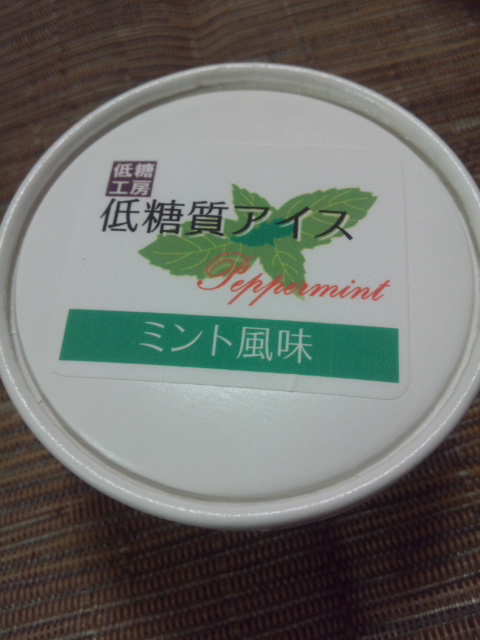 低糖
工房
低糖質アイス
Peppermint
ミント風味